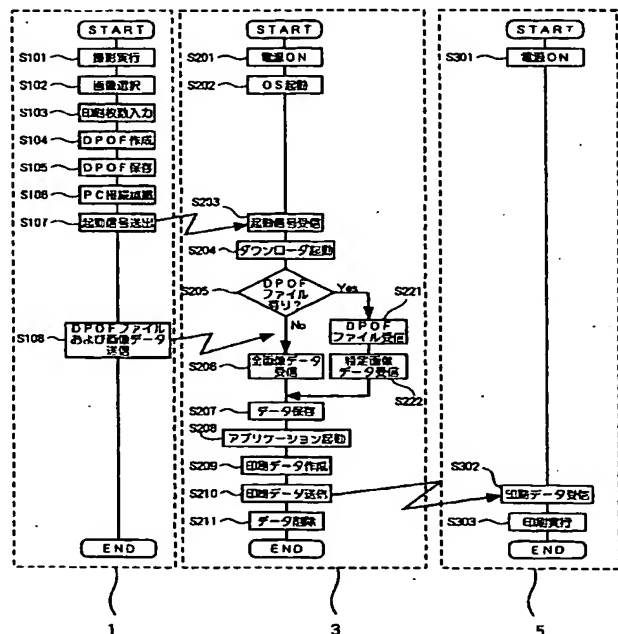 START
S101
撮影実行
S102
画像選択
S103
印刷枚数入力
S104
DPOF作成
S105
DPOF保存
S106
PC接続認識
S107
起動信号送出
S108
DPOFファイル
および画像データ
送信
END
1
START
S201
電源ON
S202
OS起動
S203
起動信号受信
S204
ダウンローダ起動
S205
DPOF
ファイル
有り?
Yes
No
S221
DPOF
ファイル受信
S206
全画像データ
受信
特定画像
データ受信
S222
S207
データ保存
S208
アプリケーション起動
S209
印刷データ作成
S210
印刷データ送信
S211
データ削除
END
3
START
S301
電源ON
S302
印刷データ受信
S303
印刷実行
END
5